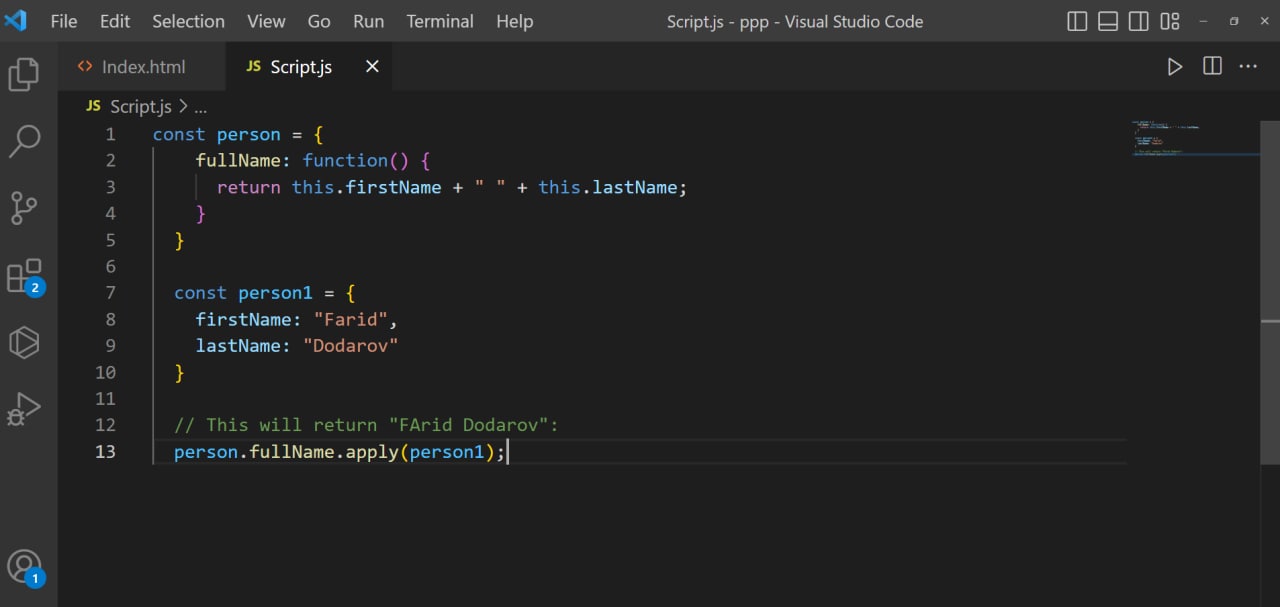 File Edit Selection View Go Run Terminal Help Script.js - ppp - Visual Studio Code
Index.html JS Script.js
JS Script.js > ...
1 const person = {
2 fullName: function() {
3 return this.firstName + " " + this.lastName;
4 }
5 }
6
7 const person1 = {
8 firstName: "Farid",
9 lastName: "Dodarov"
10 }
11
12 // This will return "FArid Dodarov":
13 person.fullName.apply(person1);
2
1